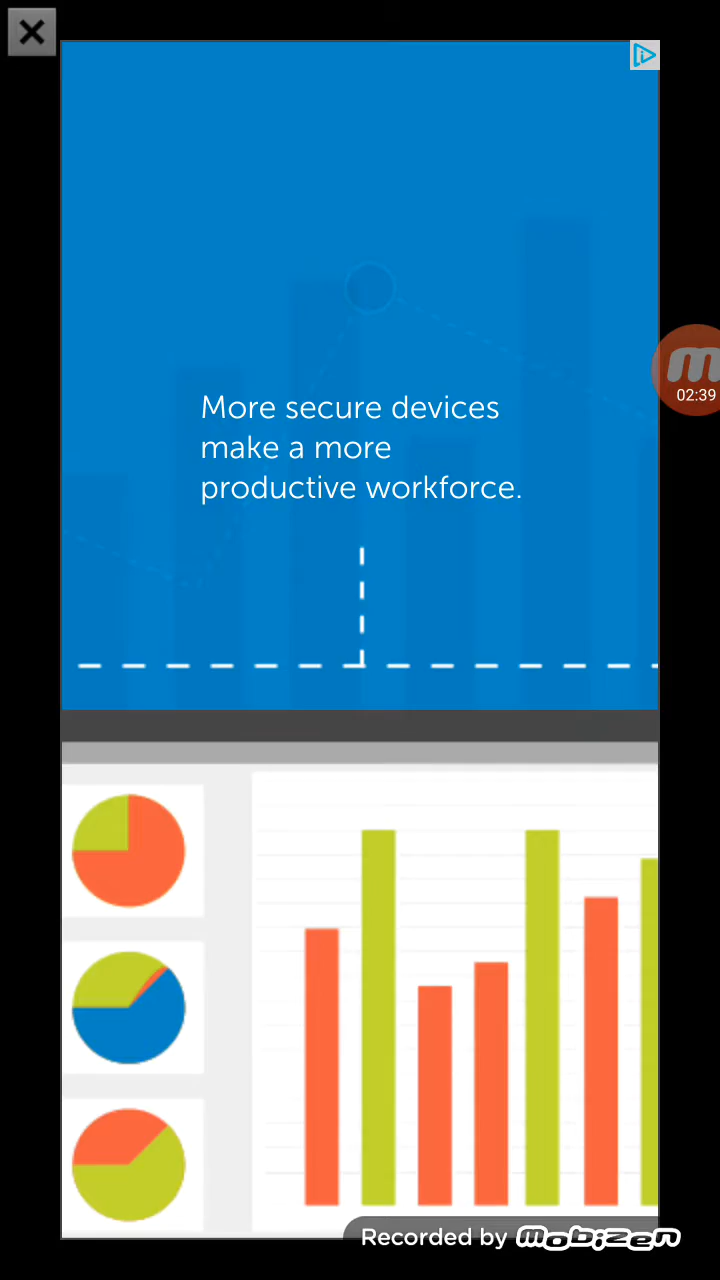 More secure devices
make a more
productive workforce.
02:39
Recorded by mobizen